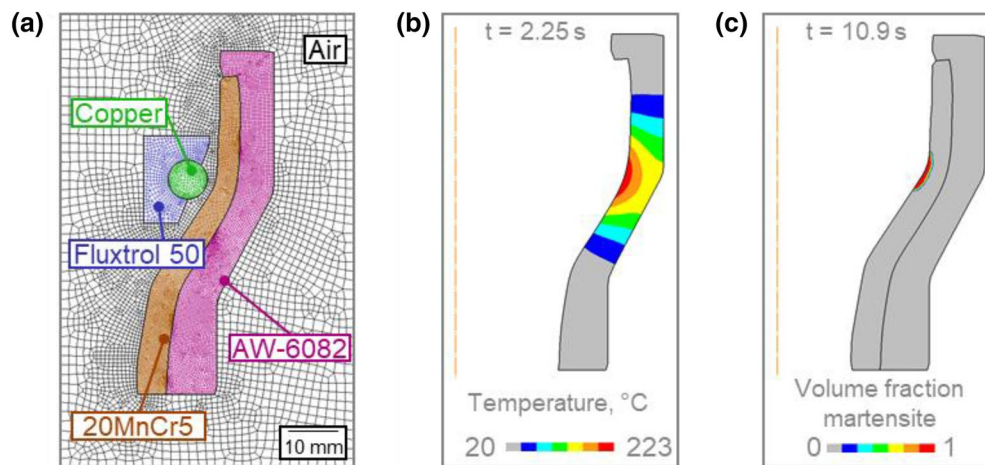 (a)
Air
Copper
Fluxtrol 50
AW-6082
20MnCr5
10 mm
(b)
t = 2.25 s
Temperature, °C
20 223
(c)
t = 10.9 s
Volume fraction
martensite
0 1